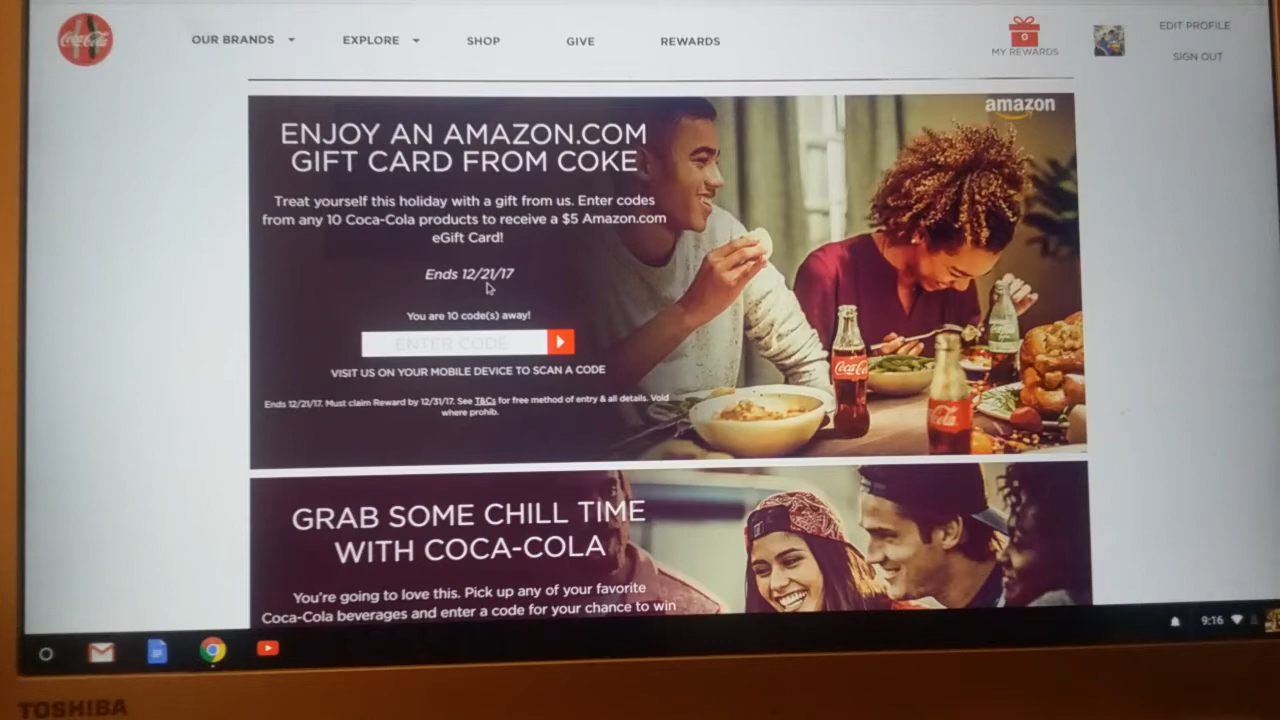 Coca-Cola
OUR BRANDS
EXPLORE
SHOP
GIVE
REWARDS
0
MY REWARDS
EDIT PROFILE
SIGN OUT
amazon
ENJOY AN AMAZON.COM
GIFT CARD FROM COKE
Treat yourself this holiday with a gift from us. Enter codes
from any 10 Coca-Cola products to receive a $5 Amazon.com
eGift Card!
Ends 12/21/17
You are 10 code(s) away!
ENTER CODE
VISIT US ON YOUR MOBILE DEVICE TO SCAN A CODE
Ends 12/21/17. Must claim Reward by 12/31/17. See T&Cs for free method of entry & all details. Void
where prohib.
Coca-Cola
GRAB SOME CHILL TIME
WITH COCA-COLA
You're going to love this. Pick up any of your favorite
Coca-Cola beverages and enter a code for your chance to win
9:16
TOSHIBA